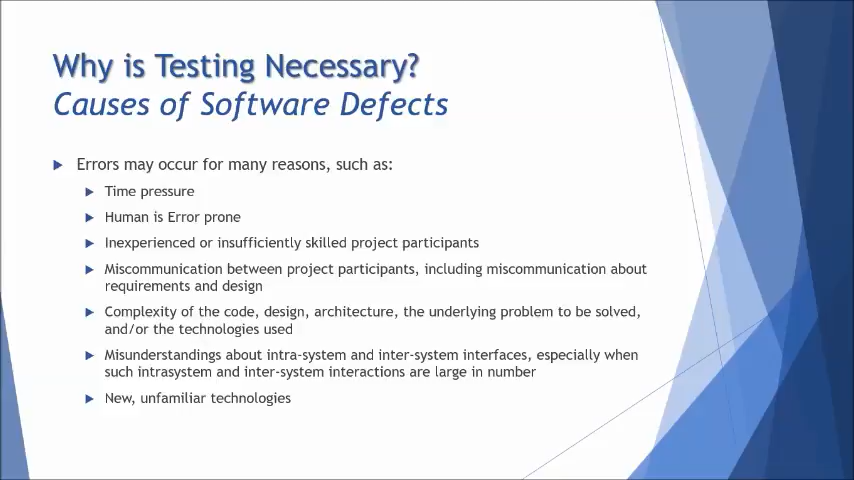 Why is Testing Necessary?
Causes of Software Defects
Errors may occur for many reasons, such as:
Time pressure
Human is Error prone
Inexperienced or insufficiently skilled project participants
Miscommunication between project participants, including miscommunication about
requirements and design
Complexity of the code, design, architecture, the underlying problem to be solved,
and/or the technologies used
Misunderstandings about intra-system and inter-system interfaces, especially when
such intrasystem and inter-system interactions are large in number
New, unfamiliar technologies